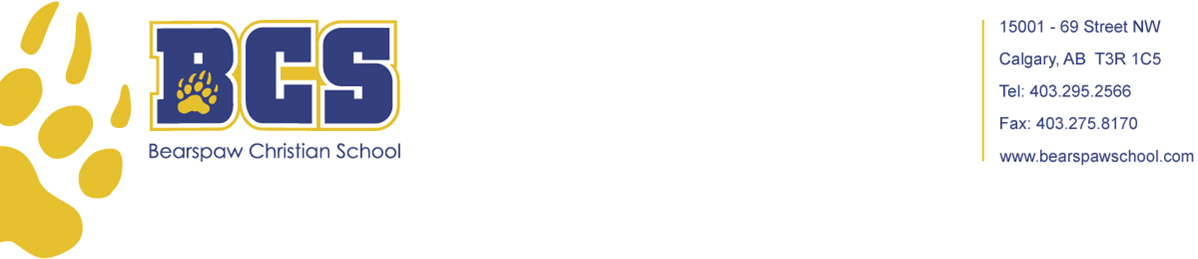 BCS
Bearspaw Christian School
15001 - 69 Street NW
Calgary, AB  T3R 1C5
Tel: 403.295.2566
Fax: 403.275.8170
www.bearspawschool.com